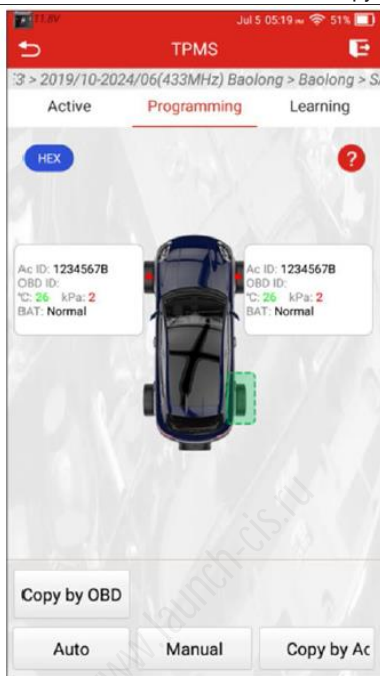 11.8V
Jul 5 05:19 51%
TPMS
3 > 2019/10-2024/06(433MHz) Baolong > Baolong > S
Active Programming Learning
HEX
?
Ac ID: 1234567B
OBD ID:
°C: 26 kPa: 2
BAT: Normal
Ac ID: 1234567B
OBD ID:
°C: 26 kPa: 2
BAT: Normal
Copy by OBD
Auto Manual Copy by Ac
www.launch-cis.ru